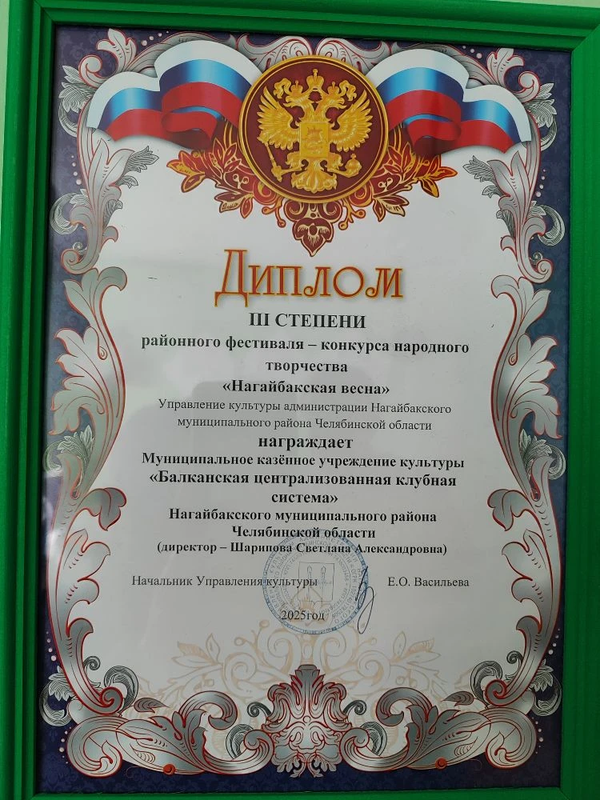 Диплом
III СТЕПЕНИ
районного фестиваля – конкурса народного
творчества
«Нагайбакская весна»
Управление культуры администрации Нагайбакского
муниципального района Челябинской области
награждает
Муниципальное казённое учреждение культуры
«Балканская централизованная клубная
система»
Нагайбакского муниципального района
Челябинской области
(директор – Шарипова Светлана Александровна)
Начальник Управления культуры Е.О. Васильева
2025год